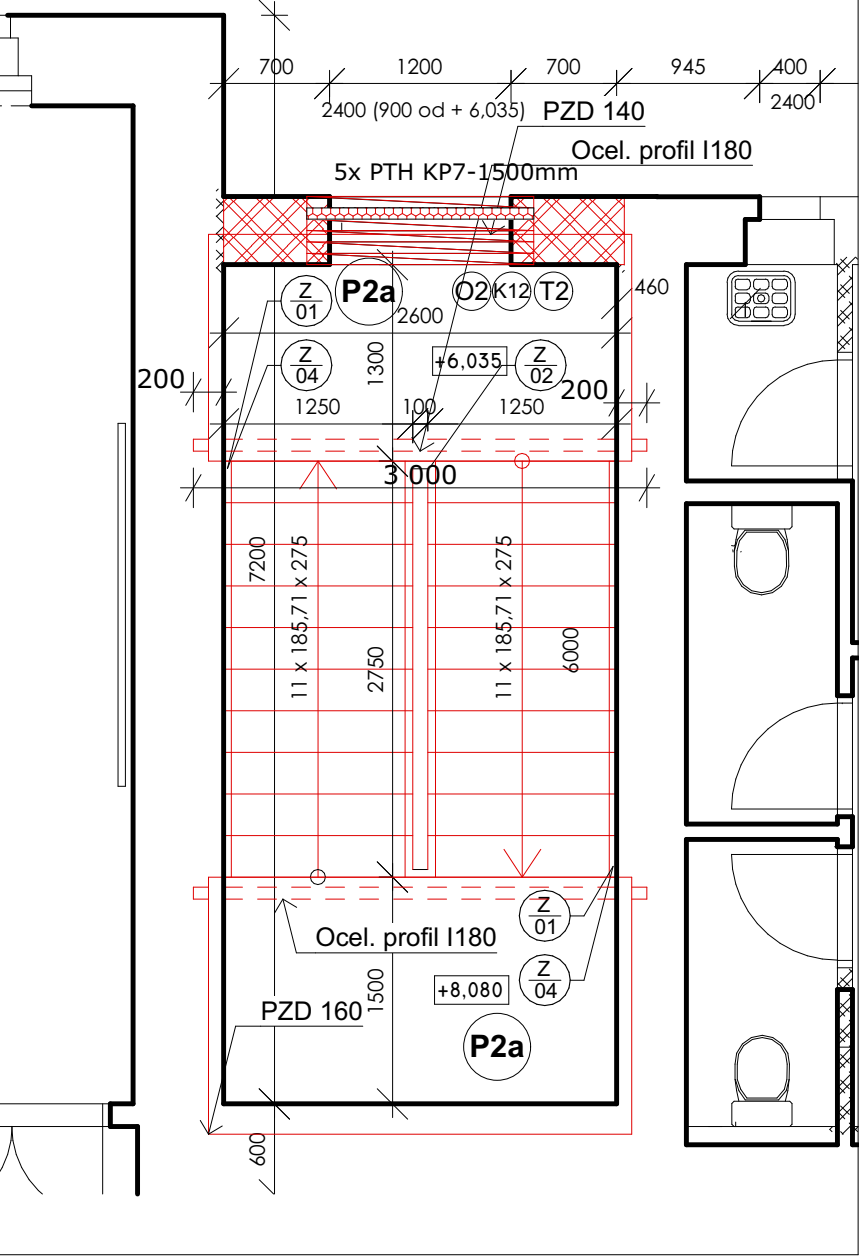 700
1200
700
945
400
2400 (900 od + 6,035)
PZD 140
2400
Ocel. profil I180
5x PTH KP7-1500mm
Z
01
P2a
O2
K12
T2
460
2600
1300
Z
04
+6,035
Z
02
200
200
1250
100
1250
3 000
7200
11 x 185,71 x 275
2750
11 x 185,71 x 275
6000
Z
01
Ocel. profil I180
Z
04
+8,080
1500
PZD 160
P2a
600